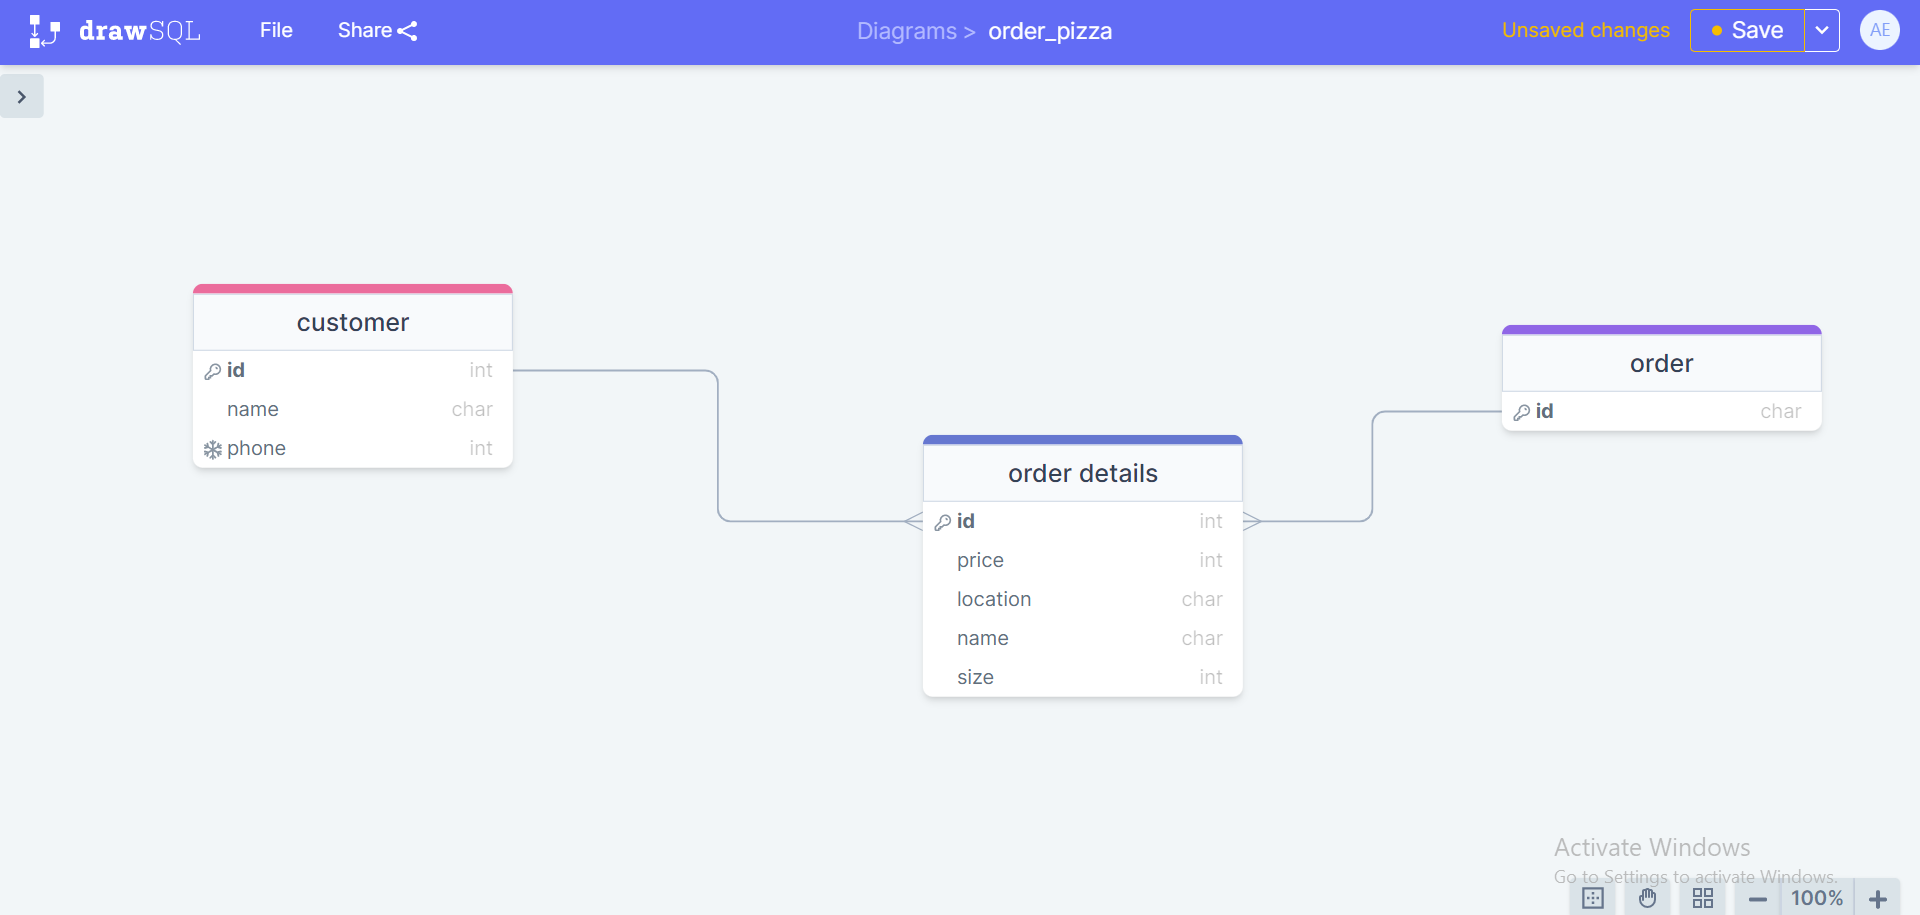 drawSQL File Share Diagrams > order_pizza Unsaved changes Save AE
customer
id int
name char
phone int
order details
id int
price int
location char
name char
size int
order
id char
Activate Windows
Go to Settings to activate Windows.
100%